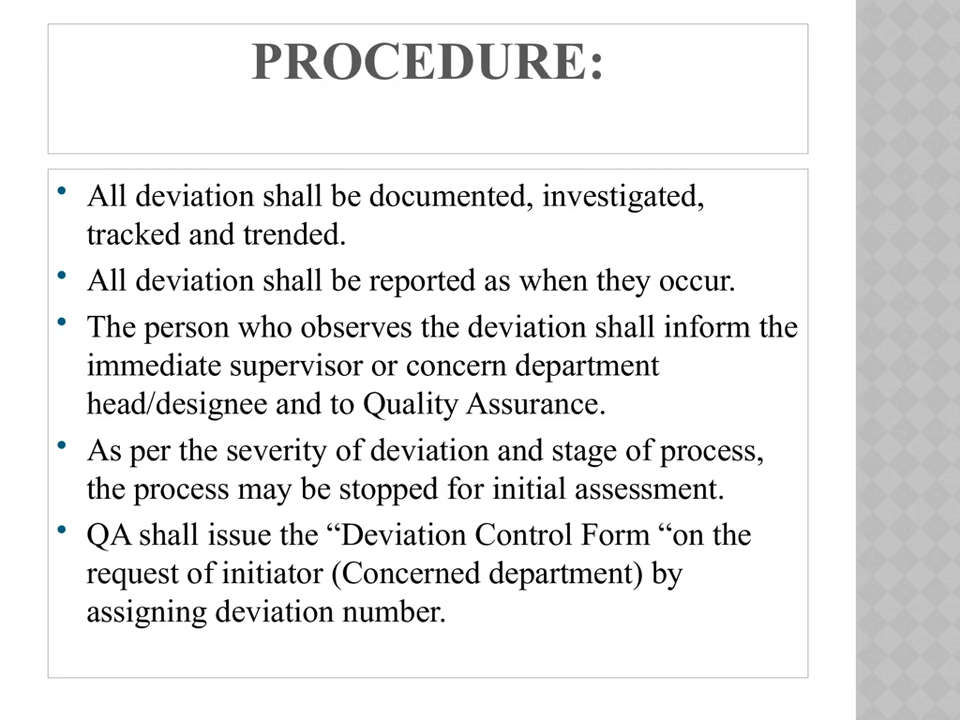 PROCEDURE:
• All deviation shall be documented, investigated,
tracked and trended.
• All deviation shall be reported as when they occur.
• The person who observes the deviation shall inform the
immediate supervisor or concern department
head/designee and to Quality Assurance.
• As per the severity of deviation and stage of process,
the process may be stopped for initial assessment.
• QA shall issue the “Deviation Control Form “on the
request of initiator (Concerned department) by
assigning deviation number.